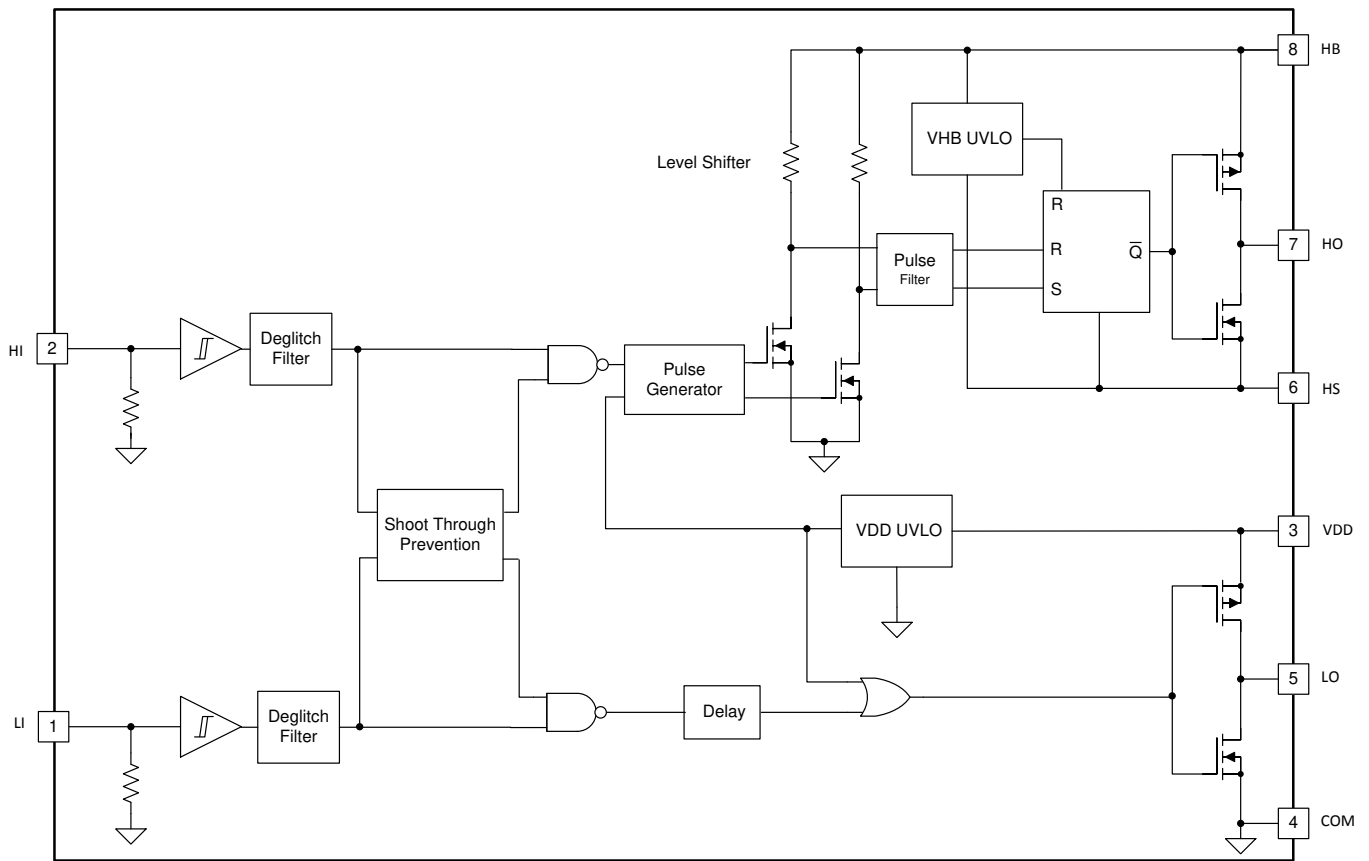 8 HB
Level Shifter
VHB UVLO
R
R
S
Q̅
Pulse
Filter
7 HO
HI 2
Deglitch
Filter
Pulse
Generator
6 HS
Shoot Through
Prevention
VDD UVLO
3 VDD
LI 1
Deglitch
Filter
Delay
5 LO
4 COM